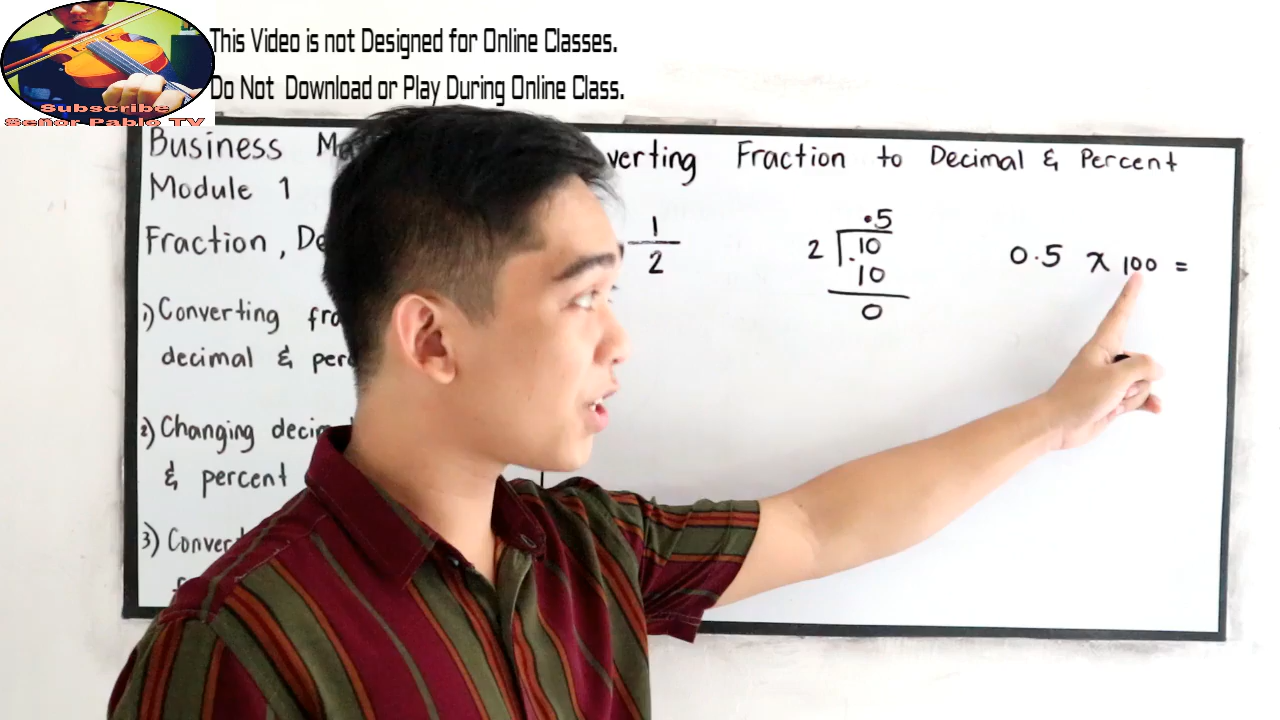 This Video is not Designed for Online Classes.
Do Not Download or Play During Online Class.
Subscribe
Señor Pablo TV
Business
verting Fraction to Decimal & Percent
Module 1
Fraction, De
1) Converting fr
decimal & per
2) Changing deci
& percent
3) Conver
1
2
.5
2 10
10
0
0.5 x 100 =